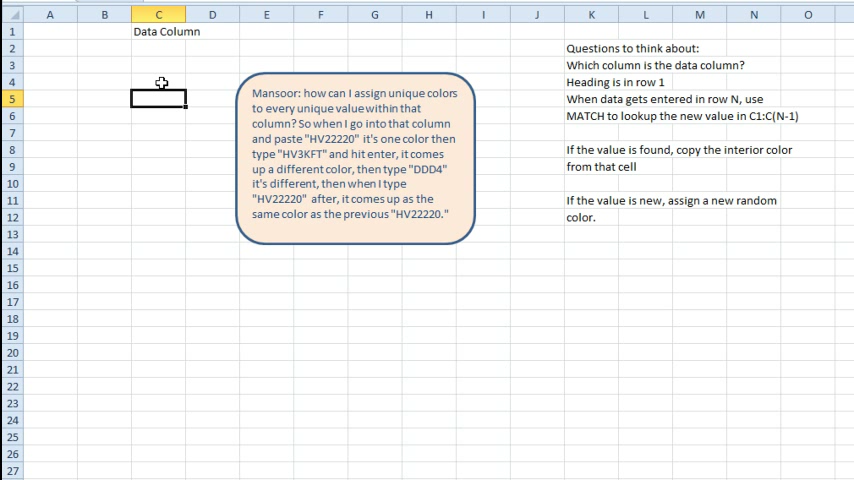 A B C D E F G H I J K L M N O
1 Data Column
2 Questions to think about:
3 Which column is the data column?
4 Heading is in row 1
5 When data gets entered in row N, use
6 MATCH to lookup the new value in C1:C(N-1)
7
8 If the value is found, copy the interior color
9 from that cell
10
11 If the value is new, assign a new random
12 color.
13
14
15
16
17
18
19
20
21
22
23
24
25
26
27
Mansoor: how can I assign unique colors
to every unique value within that
column? So when I go into that column
and paste "HV22220" it's one color then
type "HV3KFT" and hit enter, it comes
up a different color, then type "DDD4"
it's different, then when I type
"HV22220" after, it comes up as the
same color as the previous "HV22220."